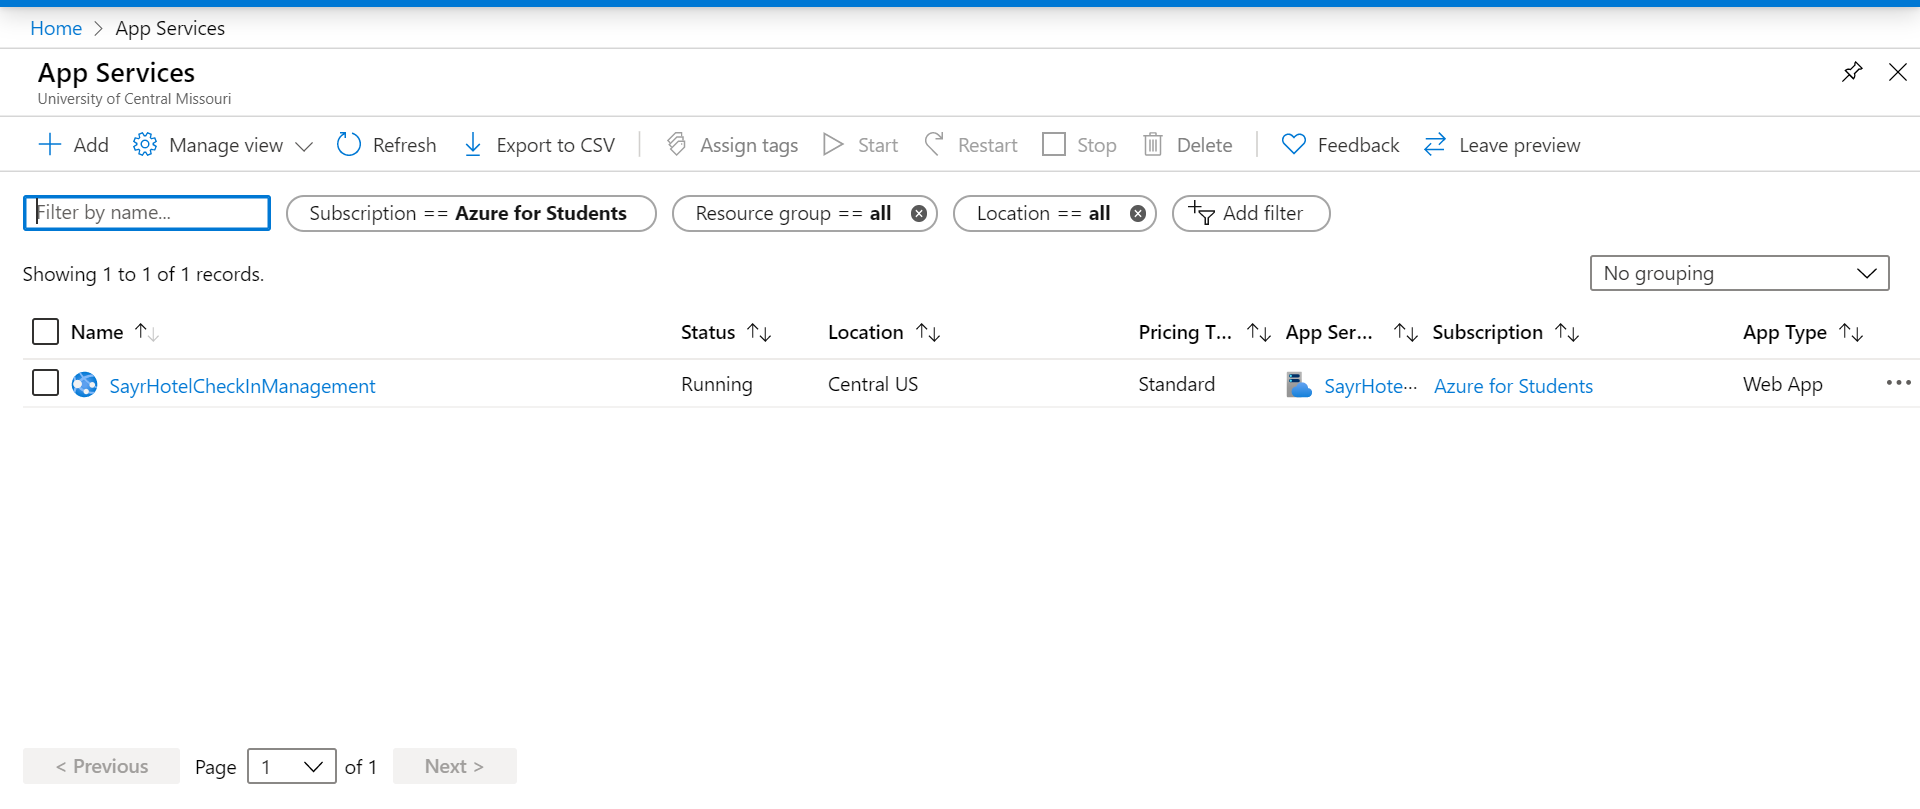 Home > App Services
App Services
University of Central Missouri
Add Manage view Refresh Export to CSV Assign tags Start Restart Stop Delete Feedback Leave preview
Filter by name... Subscription == Azure for Students Resource group == all Location == all Add filter
Showing 1 to 1 of 1 records. No grouping
Name Status Location Pricing T... App Ser... Subscription App Type
SayrHotelCheckInManagement Running Central US Standard SayrHote... Azure for Students Web App
< Previous Page 1 of 1 Next >